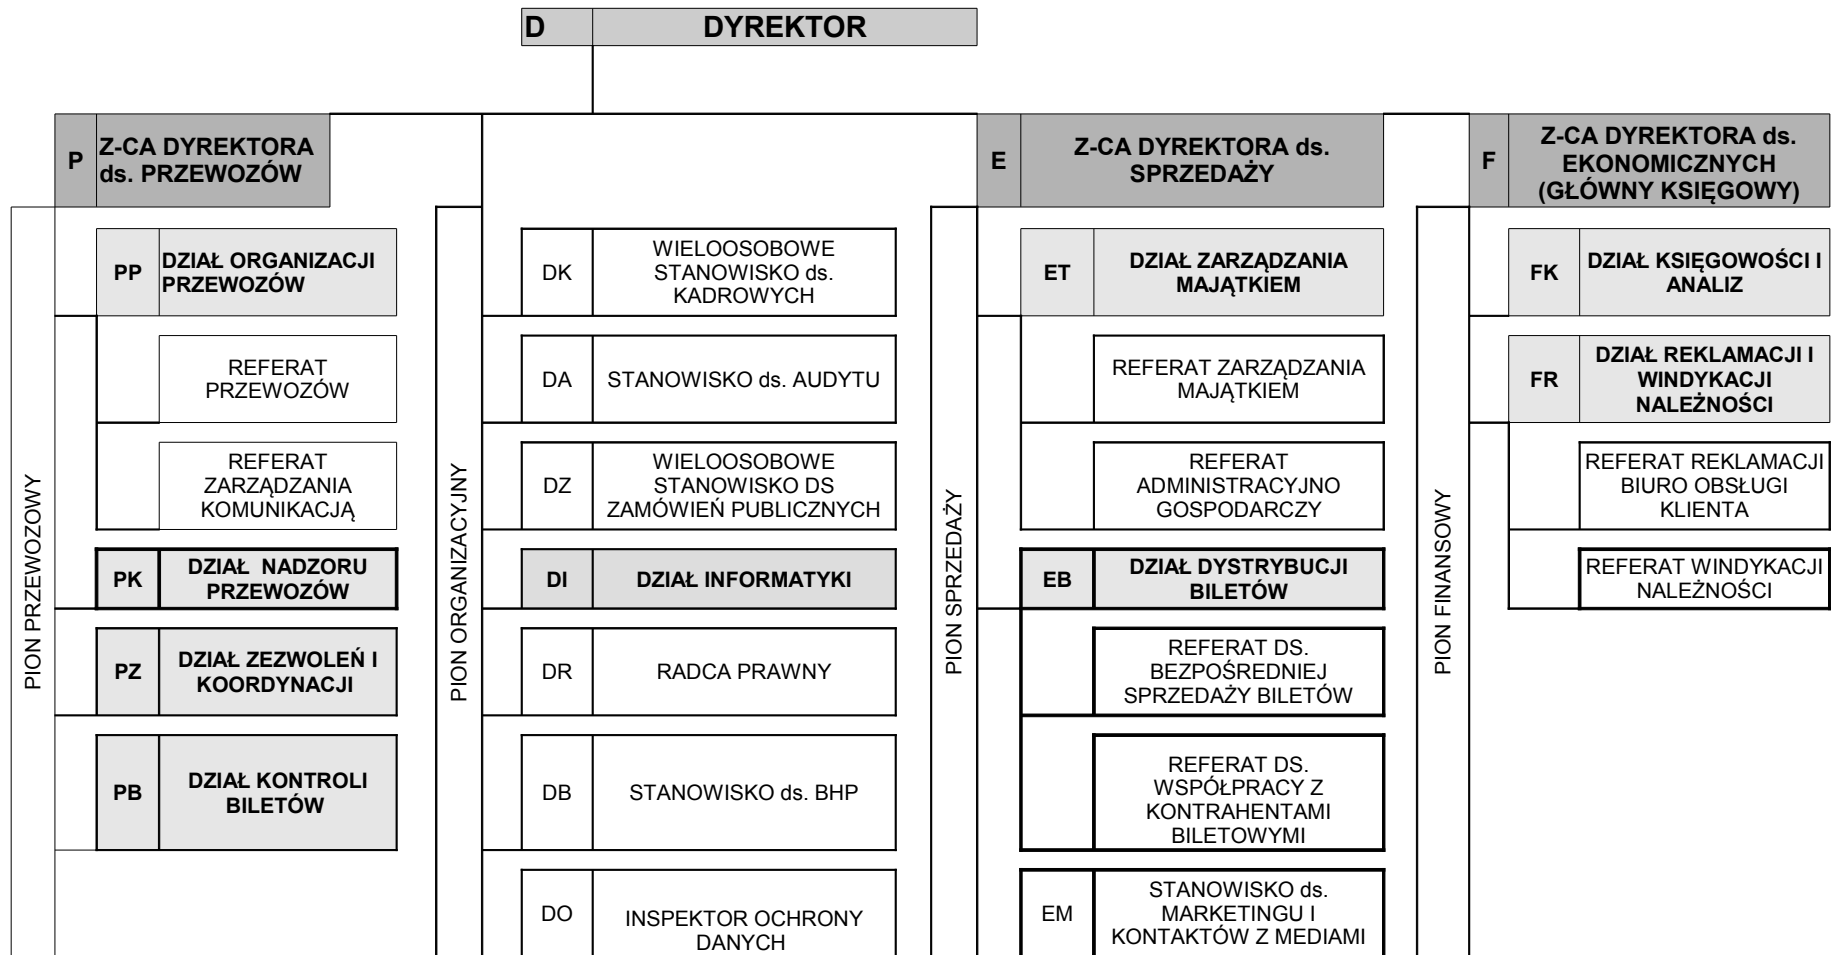 D DYREKTOR
P Z-CA DYREKTORA
ds. PRZEWOZÓW
PION PRZEWOZOWY
PP DZIAŁ ORGANIZACJI
PRZEWOZÓW
REFERAT
PRZEWOZÓW
REFERAT
ZARZĄDZANIA
KOMUNIKACJĄ
PK DZIAŁ NADZORU
PRZEWOZÓW
PZ DZIAŁ ZEZWOLEŃ I
KOORDYNACJI
PB DZIAŁ KONTROLI
BILETÓW
PION ORGANIZACYJNY
DK WIELOOSOBOWE
STANOWISKO ds.
KADROWYCH
DA STANOWISKO ds. AUDYTU
DZ WIELOOSOBOWE
STANOWISKO DS
ZAMÓWIEŃ PUBLICZNYCH
DI DZIAŁ INFORMATYKI
DR RADCA PRAWNY
DB STANOWISKO ds. BHP
DO INSPEKTOR OCHRONY
DANYCH
E Z-CA DYREKTORA ds.
SPRZEDAŻY
PION SPRZEDAŻY
ET DZIAŁ ZARZĄDZANIA
MAJĄTKIEM
REFERAT ZARZĄDZANIA
MAJĄTKIEM
REFERAT
ADMINISTRACYJNO
GOSPODARCZY
EB DZIAŁ DYSTRYBUCJI
BILETÓW
REFERAT DS.
BEZPOŚREDNIEJ
SPRZEDAŻY BILETÓW
REFERAT DS.
WSPÓŁPRACY Z
KONTRAHENTAMI
BILETOWYMI
EM STANOWISKO ds.
MARKETINGU I
KONTAKTÓW Z MEDIAMI
F Z-CA DYREKTORA ds.
EKONOMICZNYCH
(GŁÓWNY KSIĘGOWY)
PION FINANSOWY
FK DZIAŁ KSIĘGOWOŚCI I
ANALIZ
FR DZIAŁ REKLAMACJI I
WINDYKACJI
NALEŻNOŚCI
REFERAT REKLAMACJI
BIURO OBSŁUGI
KLIENTA
REFERAT WINDYKACJI
NALEŻNOŚCI